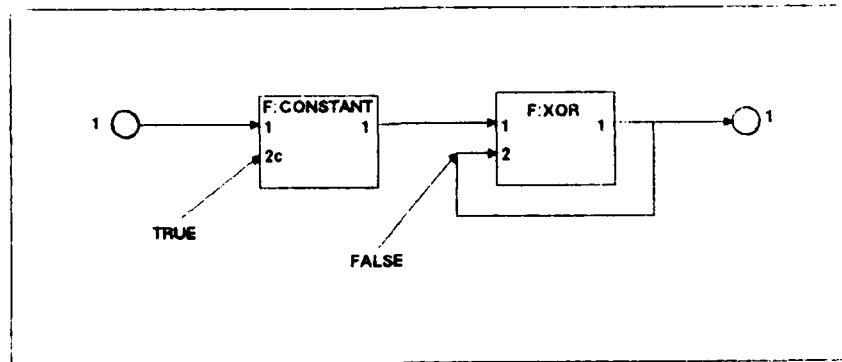 F:CONSTANT F:XOR
1 1 1 1 1 1
2c 2
TRUE
FALSE